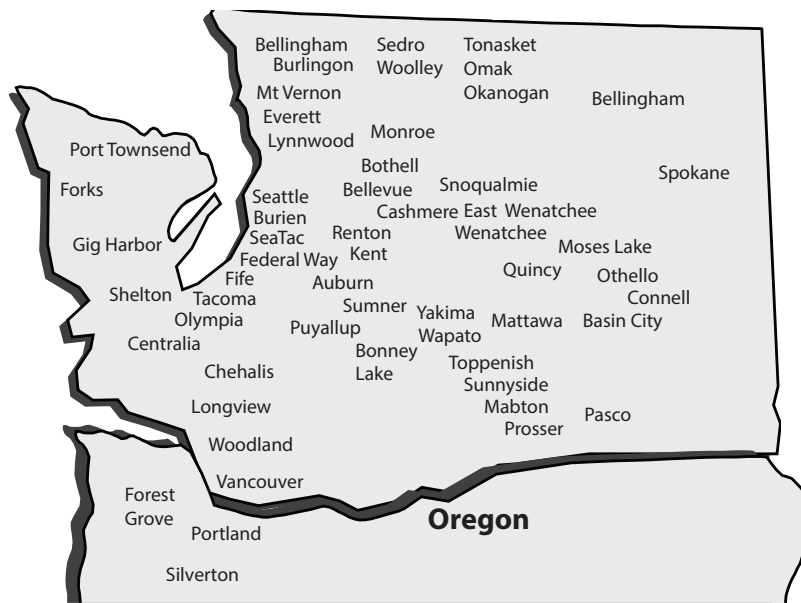 Bellingham
Burlingon
Sedro
Woolley
Tonasket
Omak
Okanogan
Mt Vernon
Bellingham
Everett
Lynnwood
Monroe
Port Townsend
Bothell
Spokane
Forks
Bellevue
Snoqualmie
Seattle
Burien
Cashmere
East Wenatchee
SeaTac
Renton
Wenatchee
Gig Harbor
Kent
Moses Lake
Federal Way
Quincy
Fife
Auburn
Othello
Shelton
Tacoma
Connell
Sumner
Olympia
Yakima
Mattawa
Basin City
Puyallup
Wapato
Centralia
Bonney
Lake
Toppenish
Chehalis
Sunnyside
Longview
Mabton
Pasco
Prosser
Woodland
Vancouver
Forest
Grove
Oregon
Portland
Silverton